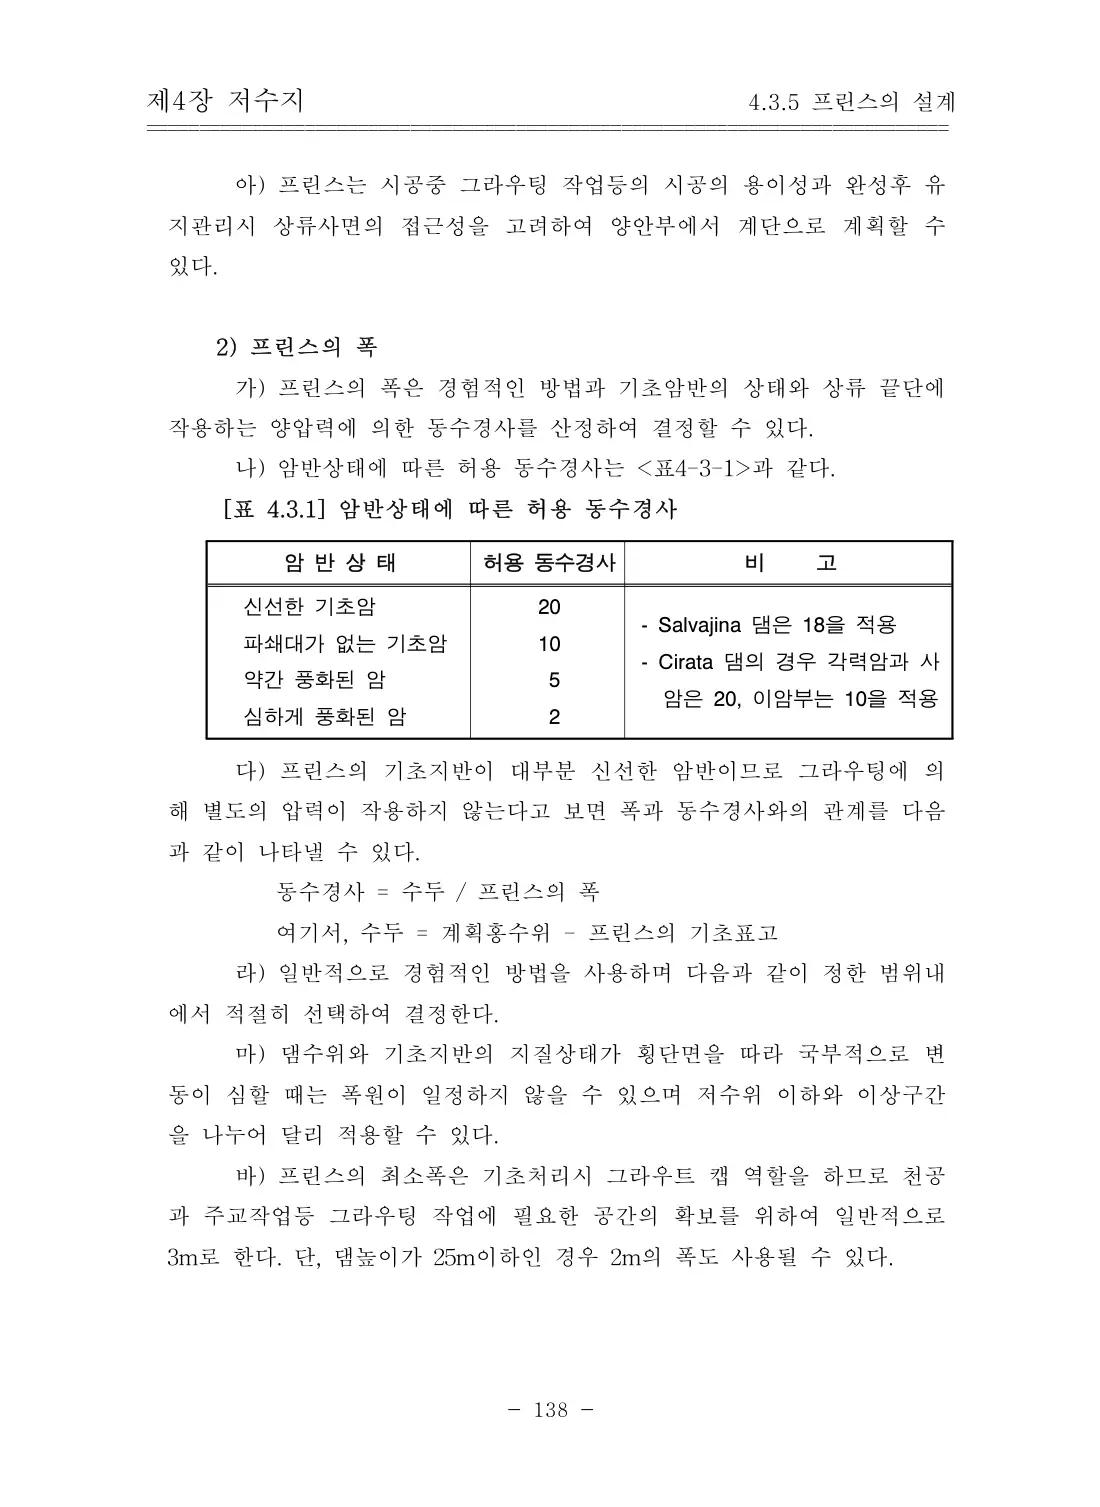 제4장 저수지 4.3.5 프린스의 설계
아) 프린스는 시공중 그라우팅 작업등의 시공의 용이성과 완성후 유
지관리시 상류사면의 접근성을 고려하여 양안부에서 계단으로 계획할 수
있다.
2) 프린스의 폭
가) 프린스의 폭은 경험적인 방법과 기초암반의 상태와 상류 끝단에
작용하는 양압력에 의한 동수경사를 산정하여 결정할 수 있다.
나) 암반상태에 따른 허용 동수경사는 <표4-3-1>과 같다.
[표 4.3.1] 암반상태에 따른 허용 동수경사
암 반 상 태 허용 동수경사 비 고
신선한 기초암 20
파쇄대가 없는 기초암 10
약간 풍화된 암 5
심하게 풍화된 암 2
- Salvajina 댐은 18을 적용
- Cirata 댐의 경우 각력암과 사
암은 20, 이암부는 10을 적용
다) 프린스의 기초지반이 대부분 신선한 암반이므로 그라우팅에 의
해 별도의 압력이 작용하지 않는다고 보면 폭과 동수경사와의 관계를 다음
과 같이 나타낼 수 있다.
동수경사 = 수두 / 프린스의 폭
여기서, 수두 = 계획홍수위 - 프린스의 기초표고
라) 일반적으로 경험적인 방법을 사용하며 다음과 같이 정한 범위내
에서 적절히 선택하여 결정한다.
마) 댐수위와 기초지반의 지질상태가 횡단면을 따라 국부적으로 변
동이 심할 때는 폭원이 일정하지 않을 수 있으며 저수위 이하와 이상구간
을 나누어 달리 적용할 수 있다.
바) 프린스의 최소폭은 기초처리시 그라우트 캡 역할을 하므로 천공
과 주교작업등 그라우팅 작업에 필요한 공간의 확보를 위하여 일반적으로
3m로 한다. 단, 댐높이가 25m이하인 경우 2m의 폭도 사용될 수 있다.
- 138 -